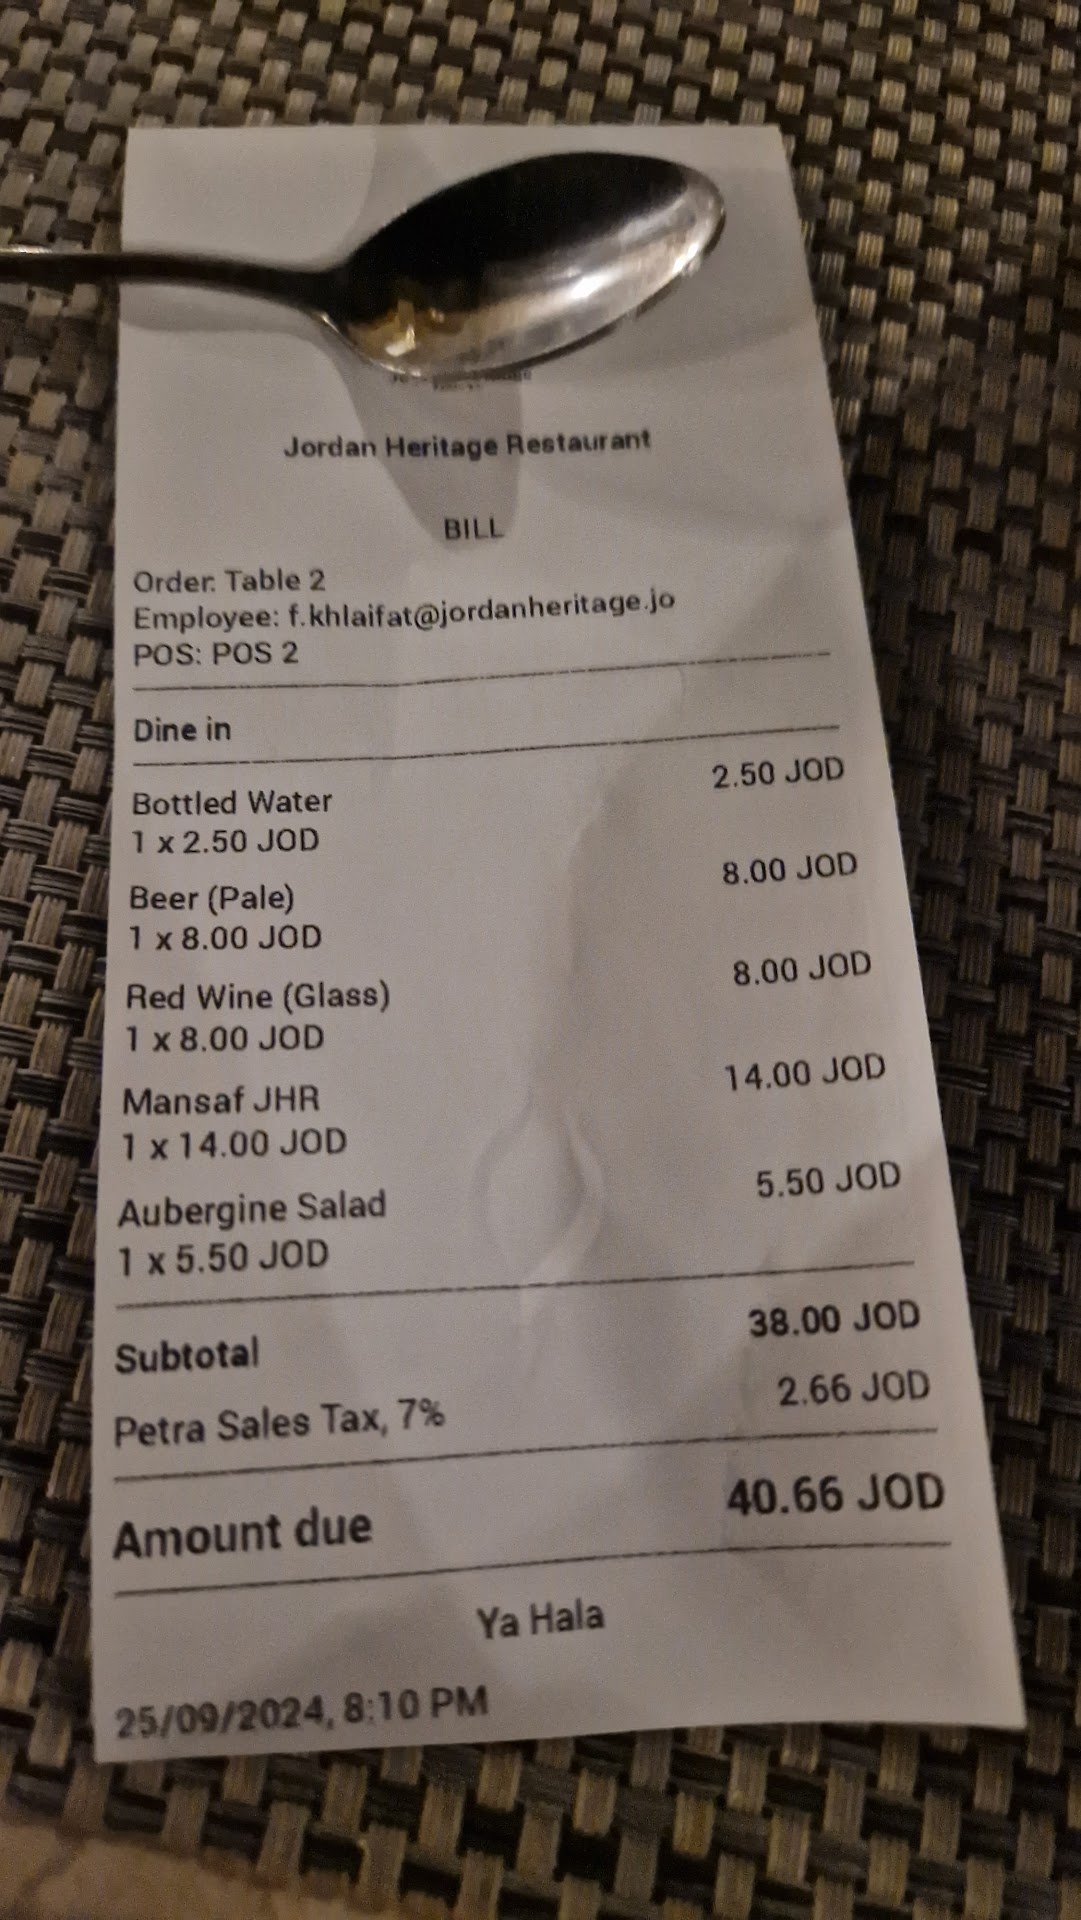 Jordan Heritage Restaurant
BILL
Order: Table 2
Employee: f.khlaifat@jordanheritage.jo
POS: POS 2
Dine in
Bottled Water 2.50 JOD
1 x 2.50 JOD
Beer (Pale) 8.00 JOD
1 x 8.00 JOD
Red Wine (Glass) 8.00 JOD
1 x 8.00 JOD
Mansaf JHR 14.00 JOD
1 x 14.00 JOD
Aubergine Salad 5.50 JOD
1 x 5.50 JOD
Subtotal 38.00 JOD
Petra Sales Tax, 7% 2.66 JOD
Amount due 40.66 JOD
Ya Hala
25/09/2024, 8:10 PM